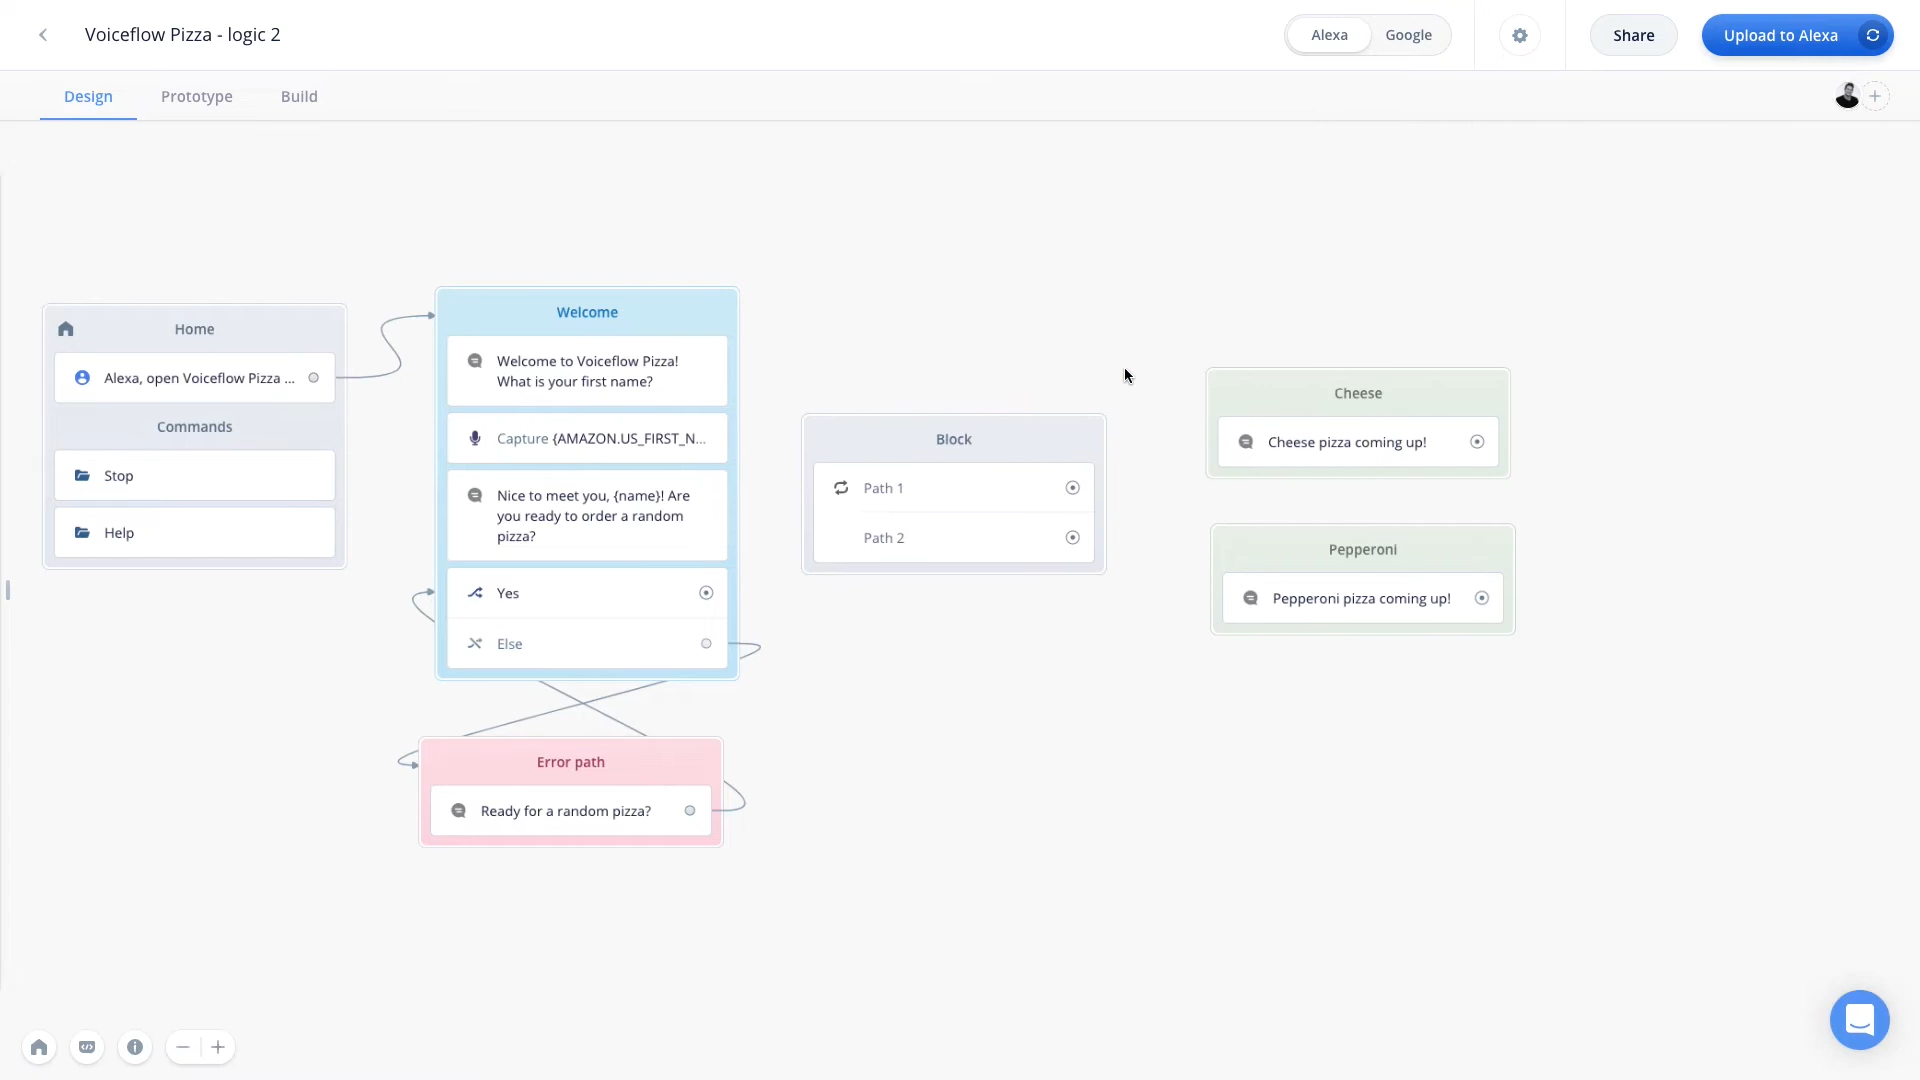 Voiceflow Pizza - logic 2
Alexa
Google
Share
Upload to Alexa
Design
Prototype
Build
Home
Alexa, open Voiceflow Pizza ...
Commands
Stop
Help
Welcome
Welcome to Voiceflow Pizza!
What is your first name?
Capture {AMAZON.US_FIRST_N...
Nice to meet you, {name}! Are
you ready to order a random
pizza?
Yes
Else
Error path
Ready for a random pizza?
Block
Path 1
Path 2
Cheese
Cheese pizza coming up!
Pepperoni
Pepperoni pizza coming up!